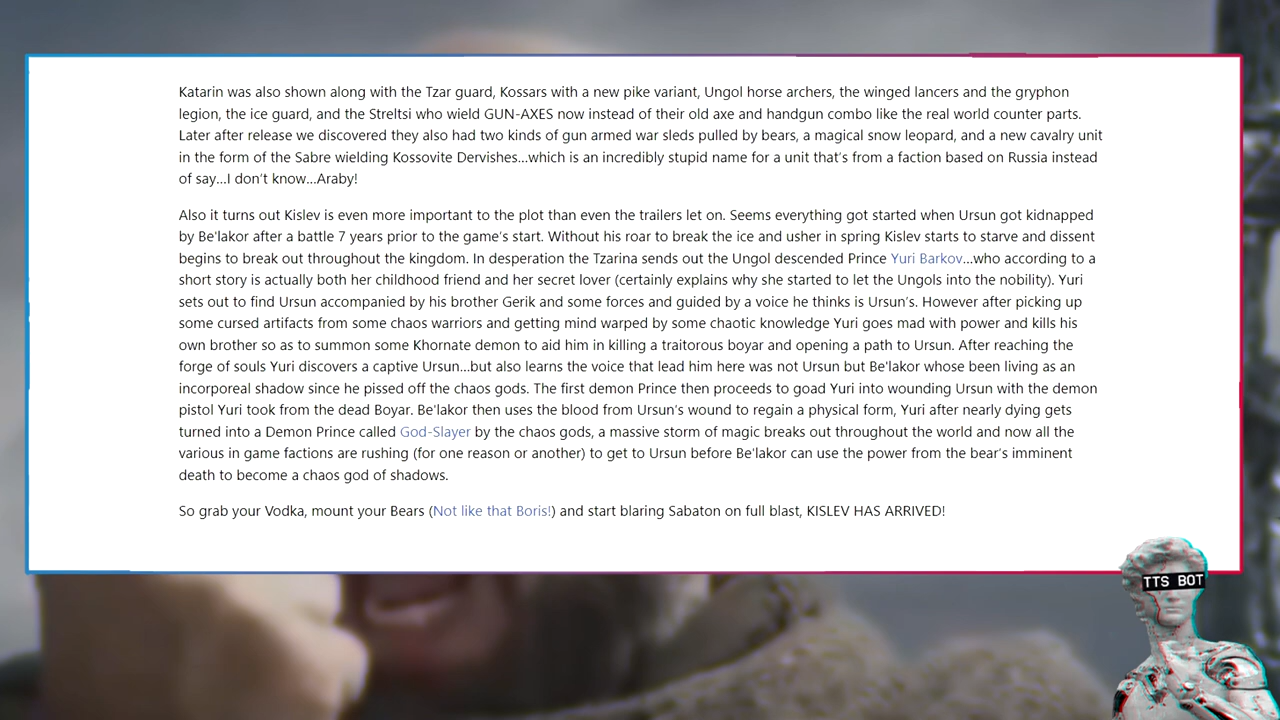 Katarin was also shown along with the Tzar guard, Kossars with a new pike variant, Ungol horse archers, the winged lancers and the gryphon
legion, the ice guard, and the Streltsi who wield GUN-AXES now instead of their old axe and handgun combo like the real world counter parts.
Later after release we discovered they also had two kinds of gun armed war sleds pulled by bears, a magical snow leopard, and a new cavalry unit
in the form of the Sabre wielding Kossovite Dervishes...which is an incredibly stupid name for a unit that's from a faction based on Russia instead
of say...I don't know...Araby!
Also it turns out Kislev is even more important to the plot than even the trailers let on. Seems everything got started when Ursun got kidnapped
by Be'lakor after a battle 7 years prior to the game's start. Without his roar to break the ice and usher in spring Kislev starts to starve and dissent
begins to break out throughout the kingdom. In desperation the Tzarina sends out the Ungol descended Prince Yuri Barkov...who according to a
short story is actually both her childhood friend and her secret lover (certainly explains why she started to let the Ungols into the nobility). Yuri
sets out to find Ursun accompanied by his brother Gerik and some forces and guided by a voice he thinks is Ursun's. However after picking up
some cursed artifacts from some chaos warriors and getting mind warped by some chaotic knowledge Yuri goes mad with power and kills his
own brother so as to summon some Khornate demon to aid him in killing a traitorous boyar and opening a path to Ursun. After reaching the
forge of souls Yuri discovers a captive Ursun...but also learns the voice that lead him here was not Ursun but Be'lakor whose been living as an
incorporeal shadow since he pissed off the chaos gods. The first demon Prince then proceeds to goad Yuri into wounding Ursun with the demon
pistol Yuri took from the dead Boyar. Be'lakor then uses the blood from Ursun's wound to regain a physical form, Yuri after nearly dying gets
turned into a Demon Prince called God-Slayer by the chaos gods, a massive storm of magic breaks out throughout the world and now all the
various in game factions are rushing (for one reason or another) to get to Ursun before Be'lakor can use the power from the bear's imminent
death to become a chaos god of shadows.
So grab your Vodka, mount your Bears (Not like that Boris!) and start blaring Sabaton on full blast, KISLEV HAS ARRIVED!
TTS BOT